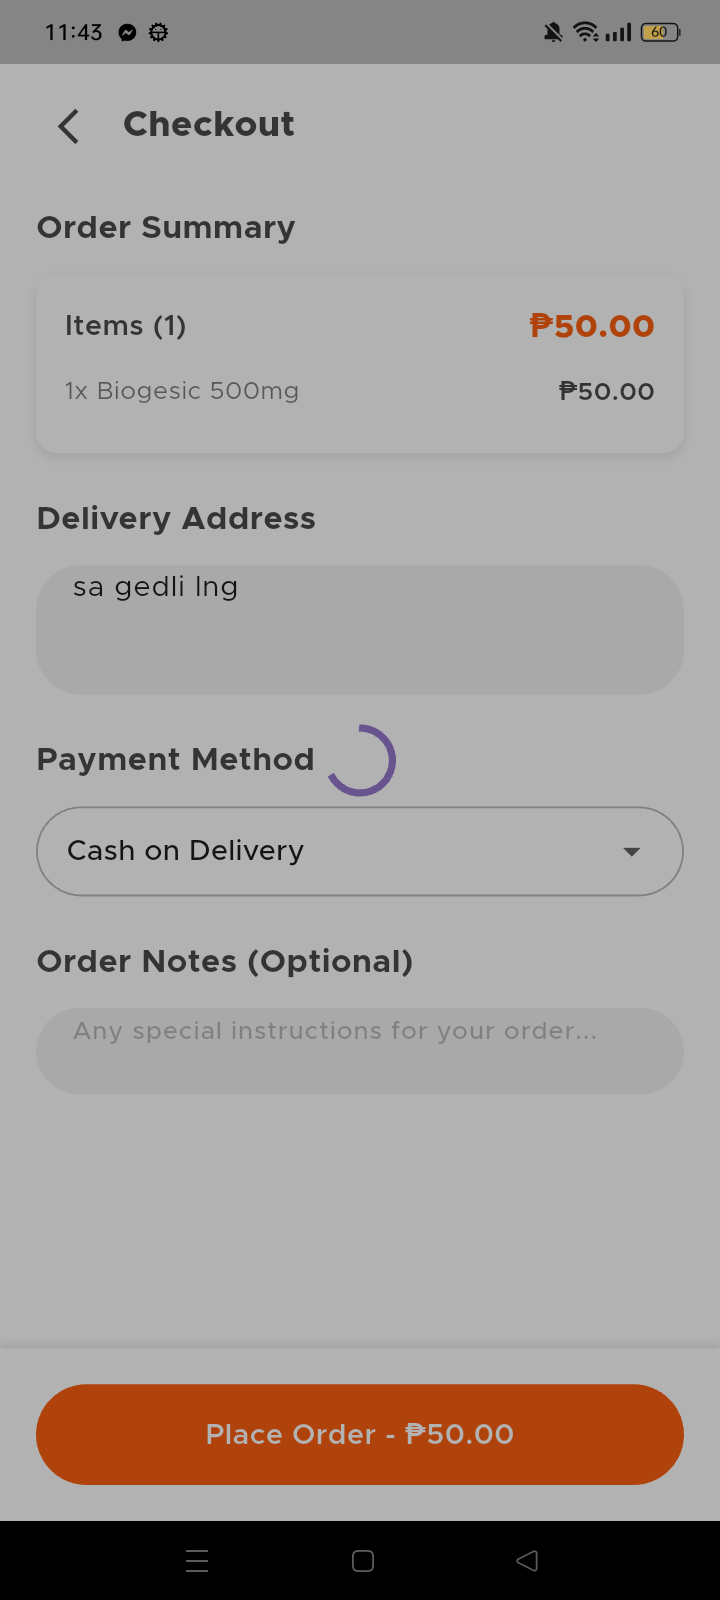 11:43
60
Checkout
Order Summary
Items (1)
₱50.00
1x Biogesic 500mg
₱50.00
Delivery Address
sa gedli lng
Payment Method
Cash on Delivery
Order Notes (Optional)
Any special instructions for your order...
Place Order - ₱50.00